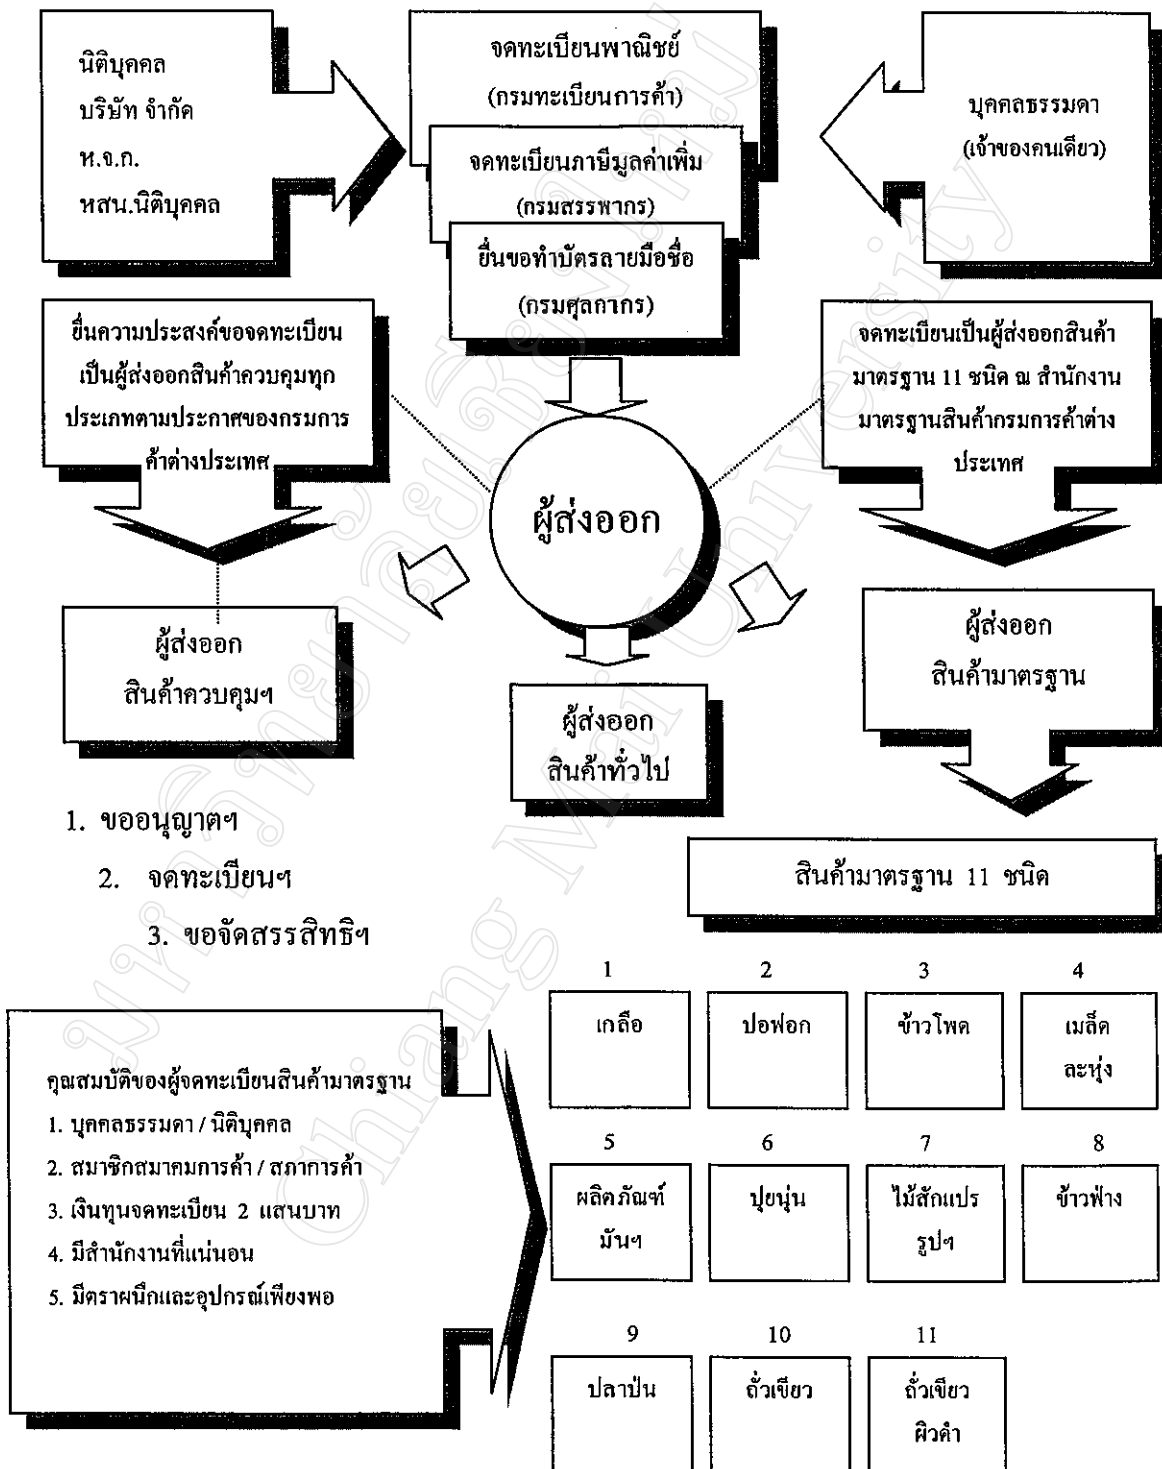 นิติบุคคล
บริษัท จำกัด
ห.จ.ก.
หสน.นิติบุคคล
จดทะเบียนพาณิชย์
(กรมทะเบียนการค้า)
จดทะเบียนภาษีมูลค่าเพิ่ม
(กรมสรรพากร)
ยื่นขอทำบัตรลายมือชื่อ
(กรมศุลกากร)
บุคคลธรรมดา
(เจ้าของคนเดียว)
ยื่นความประสงค์ขอจดทะเบียน
เป็นผู้ส่งออกสินค้าควบคุมทุก
ประเภทตามประกาศของกรมการ
ค้าต่างประเทศ
ผู้ส่งออก
จดทะเบียนเป็นผู้ส่งออกสินค้า
มาตรฐาน 11 ชนิด ณ สำนักงาน
มาตรฐานสินค้ากรมการค้าต่าง
ประเทศ
ผู้ส่งออก
สินค้าควบคุมฯ
ผู้ส่งออก
สินค้าทั่วไป
ผู้ส่งออก
สินค้ามาตรฐาน
1. ขออนุญาตฯ
2. จดทะเบียนฯ
3. ขอจัดสรรสิทธิฯ
สินค้ามาตรฐาน 11 ชนิด
คุณสมบัติของผู้จดทะเบียนสินค้ามาตรฐาน
1. บุคคลธรรมดา / นิติบุคคล
2. สมาชิกสมาคมการค้า / สภาการค้า
3. เงินทุนจดทะเบียน 2 แสนบาท
4. มีสำนักงานที่แน่นอน
5. มีตราผนึกและอุปกรณ์เพียงพอ
1 2 3 4
เกลือ ปอฟอก ข้าวโพด เมล็ด
ละหุ่ง
5 6 7 8
ผลิตภัณฑ์ ปุยนุ่น ไม้สักแปร ข้าวฟ่าง
มันฯ รูปฯ
9 10 11
ปลาป่น ถั่วเขียว ถั่วเขียว
ผิวดำ
มหาวิทยาลัยเชียงใหม่
Chiang Mai University